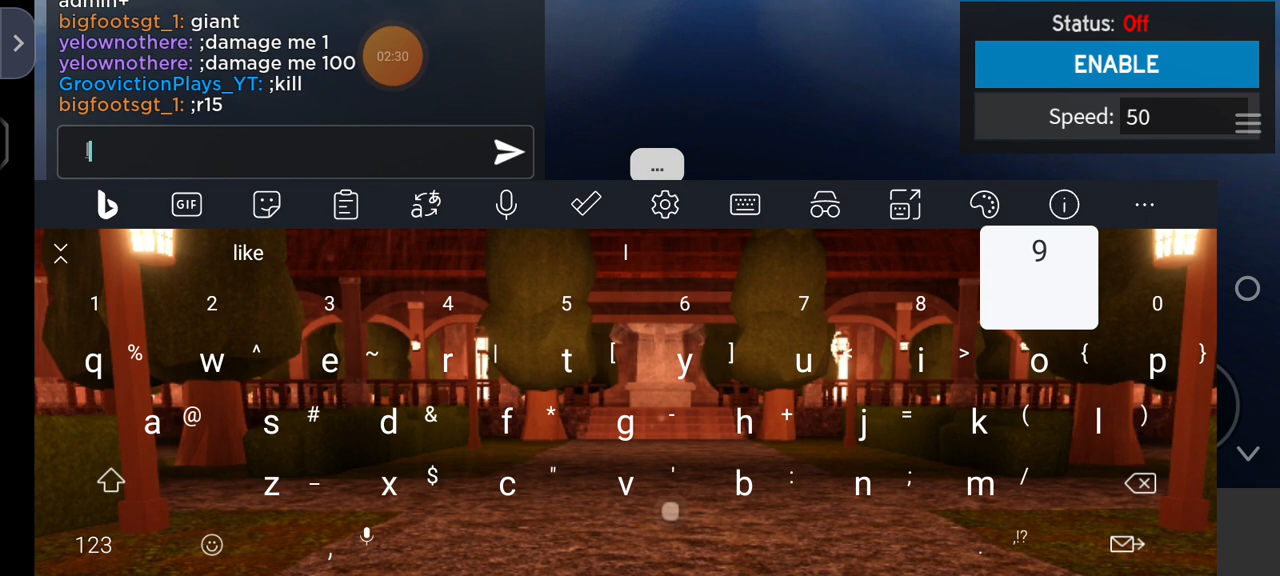 admin+
bigfootsgt_1: giant
yelownothere: ;damage me 1
yelownothere: ;damage me 100
GroovictionPlays_YT: ;kill
bigfootsgt_1: ;r15
02:30
Status: Off
ENABLE
Speed: 50
...
GIF
like
I
9
1 2 3 4 5 6 7 8 0
q % w ^ e ~ r | t [ y ] u < i > o { p }
a @ s # d & f * g - h + j = k ( l )
z _ x $ c " v ' b : n ; m /
123 , . ,!?